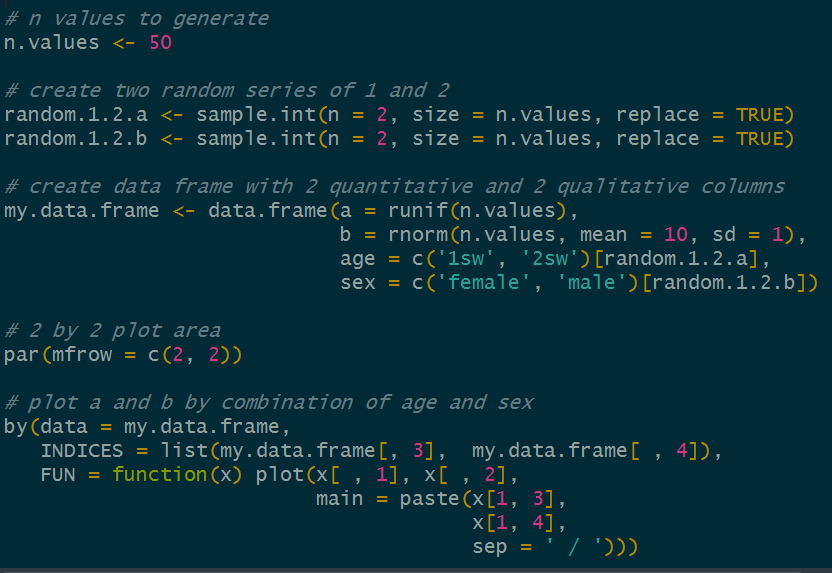 # n values to generate
n.values <- 50
# create two random series of 1 and 2
random.1.2.a <- sample.int(n = 2, size = n.values, replace = TRUE)
random.1.2.b <- sample.int(n = 2, size = n.values, replace = TRUE)
# create data frame with 2 quantitative and 2 qualitative columns
my.data.frame <- data.frame(a = runif(n.values),
b = rnorm(n.values, mean = 10, sd = 1),
age = c('1sw', '2sw')[random.1.2.a],
sex = c('female', 'male')[random.1.2.b])
# 2 by 2 plot area
par(mfrow = c(2, 2))
# plot a and b by combination of age and sex
by(data = my.data.frame,
INDICES = list(my.data.frame[, 3],  my.data.frame[ , 4]),
FUN = function(x) plot(x[ , 1], x[ , 2],
main = paste(x[1, 3],
x[1, 4],
sep = ' / ')))